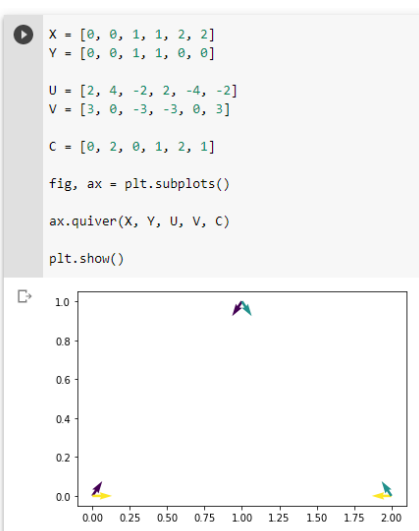 X = [0, 0, 1, 1, 2, 2]
Y = [0, 0, 1, 1, 0, 0]
U = [2, 4, -2, 2, -4, -2]
V = [3, 0, -3, -3, 0, 3]
C = [0, 2, 0, 1, 2, 1]
fig, ax = plt.subplots()
ax.quiver(X, Y, U, V, C)
plt.show()
1.0
0.8
0.6
0.4
0.2
0.0
0.00 0.25 0.50 0.75 1.00 1.25 1.50 1.75 2.00